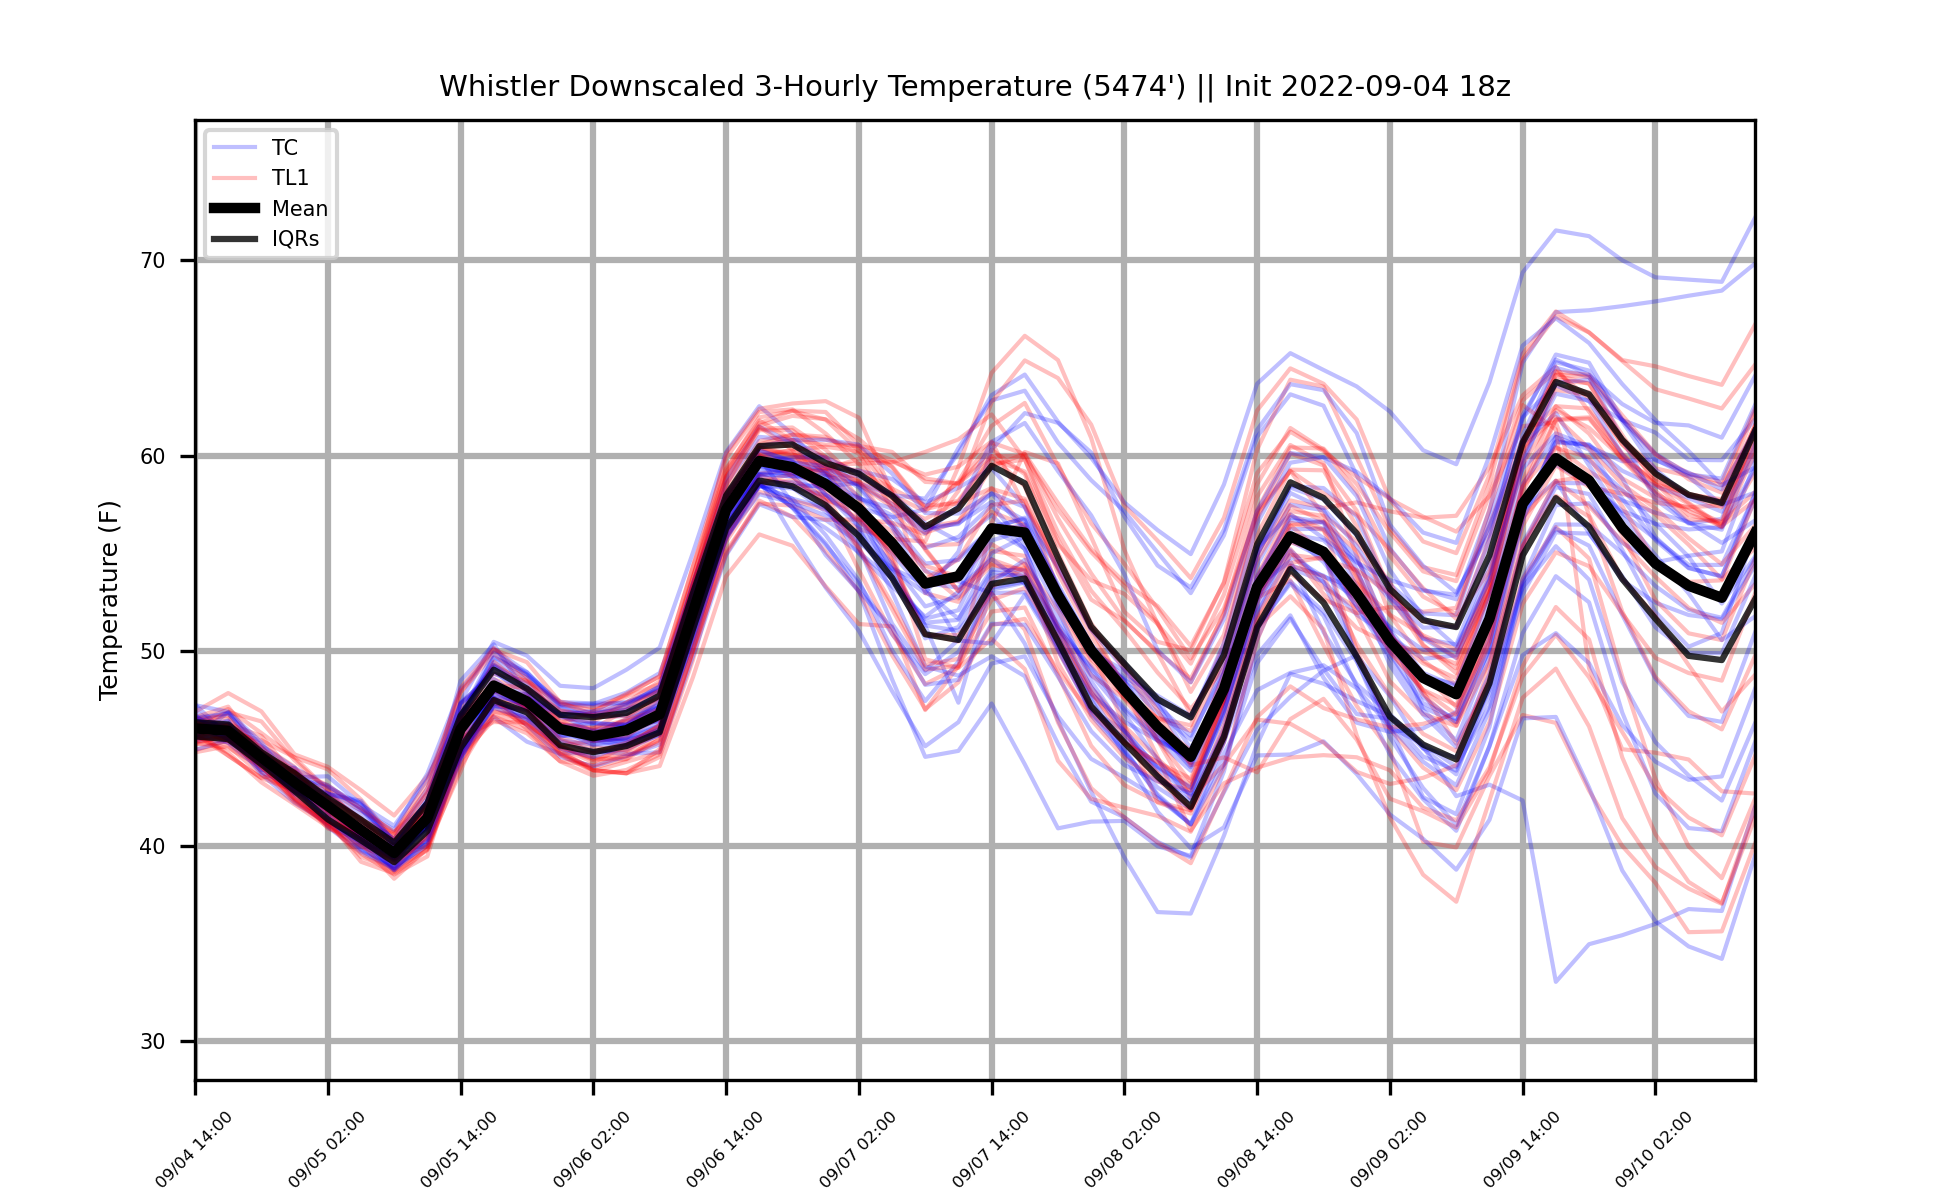 Whistler Downscaled 3-Hourly Temperature (5474') || Init 2022-09-04 18z
TC
TL1
Mean
IQRs
Temperature (F)
70
60
50
40
30
09/04 14:00
09/05 02:00
09/05 14:00
09/06 02:00
09/06 14:00
09/07 02:00
09/07 14:00
09/08 02:00
09/08 14:00
09/09 02:00
09/09 14:00
09/10 02:00